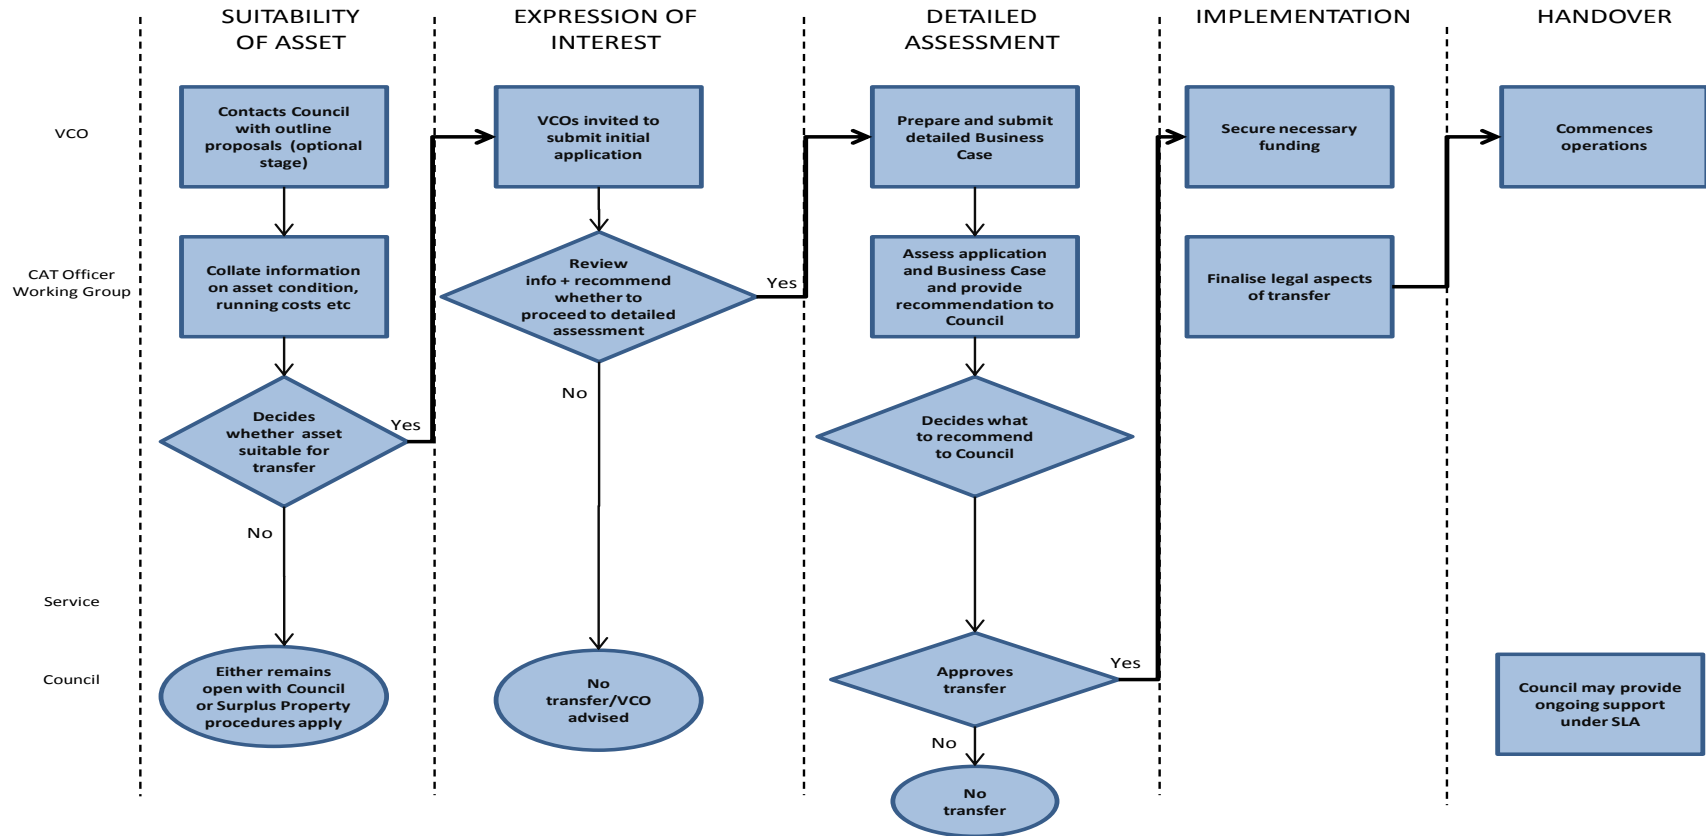 SUITABILITY
OF ASSET
EXPRESSION OF
INTEREST
DETAILED
ASSESSMENT
IMPLEMENTATION
HANDOVER
VCO
Contacts Council
with outline
proposals (optional
stage)
VCOs invited to
submit initial
application
Prepare and submit
detailed Business
Case
Secure necessary
funding
Commences
operations
CAT Officer
Working Group
Collate information
on asset condition,
running costs etc
Review
info + recommend
whether to
proceed to detailed
assessment
Yes
Assess application
and Business Case
and provide
recommendation to
Council
Finalise legal aspects
of transfer
No
Decides
whether asset
suitable for
transfer
Yes
Decides what
to recommend
to Council
No
Service
Council
Either remains
open with Council
or Surplus Property
procedures apply
No
transfer/VCO
advised
Approves
transfer
Yes
Council may provide
ongoing support
under SLA
No
No
transfer